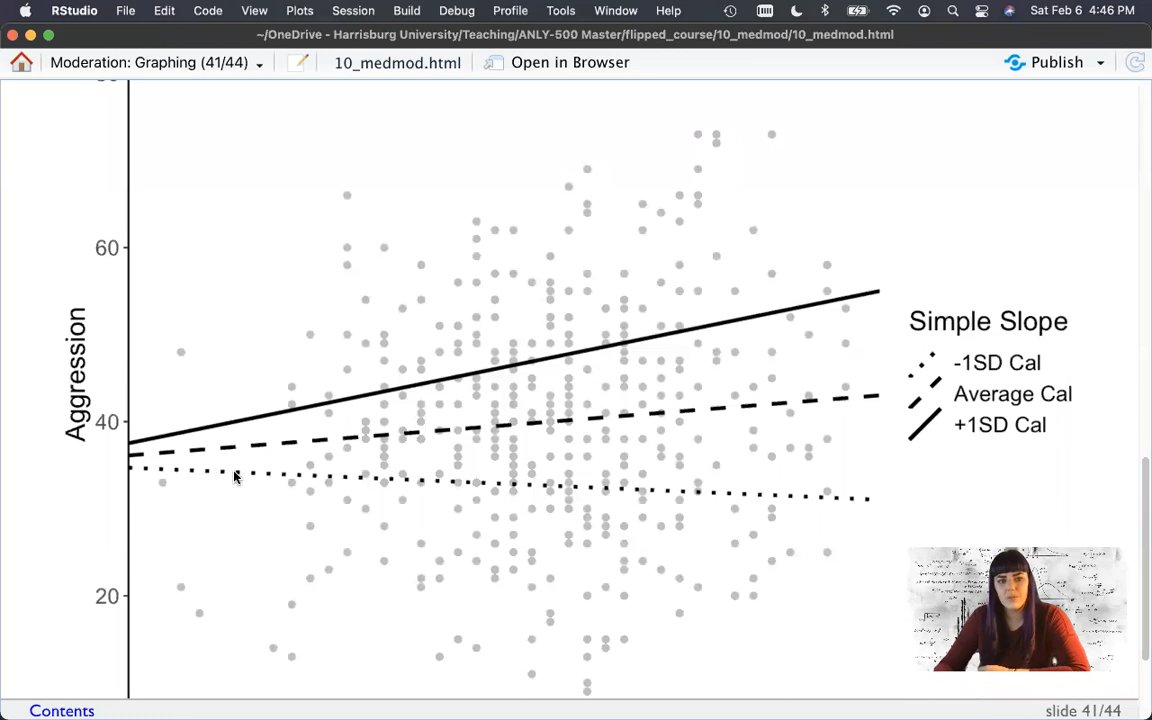 RStudio File Edit Code View Plots Session Build Debug Profile Tools Window Help Sat Feb 6 4:46 PM
~/OneDrive - Harrisburg University/Teaching/ANLY-500 Master/flipped_course/10_medmod/10_medmod.html
Moderation: Graphing (41/44) 10_medmod.html Open in Browser Publish
60
40
20
Aggression
Simple Slope
-1SD Cal
Average Cal
+1SD Cal
Contents slide 41/44